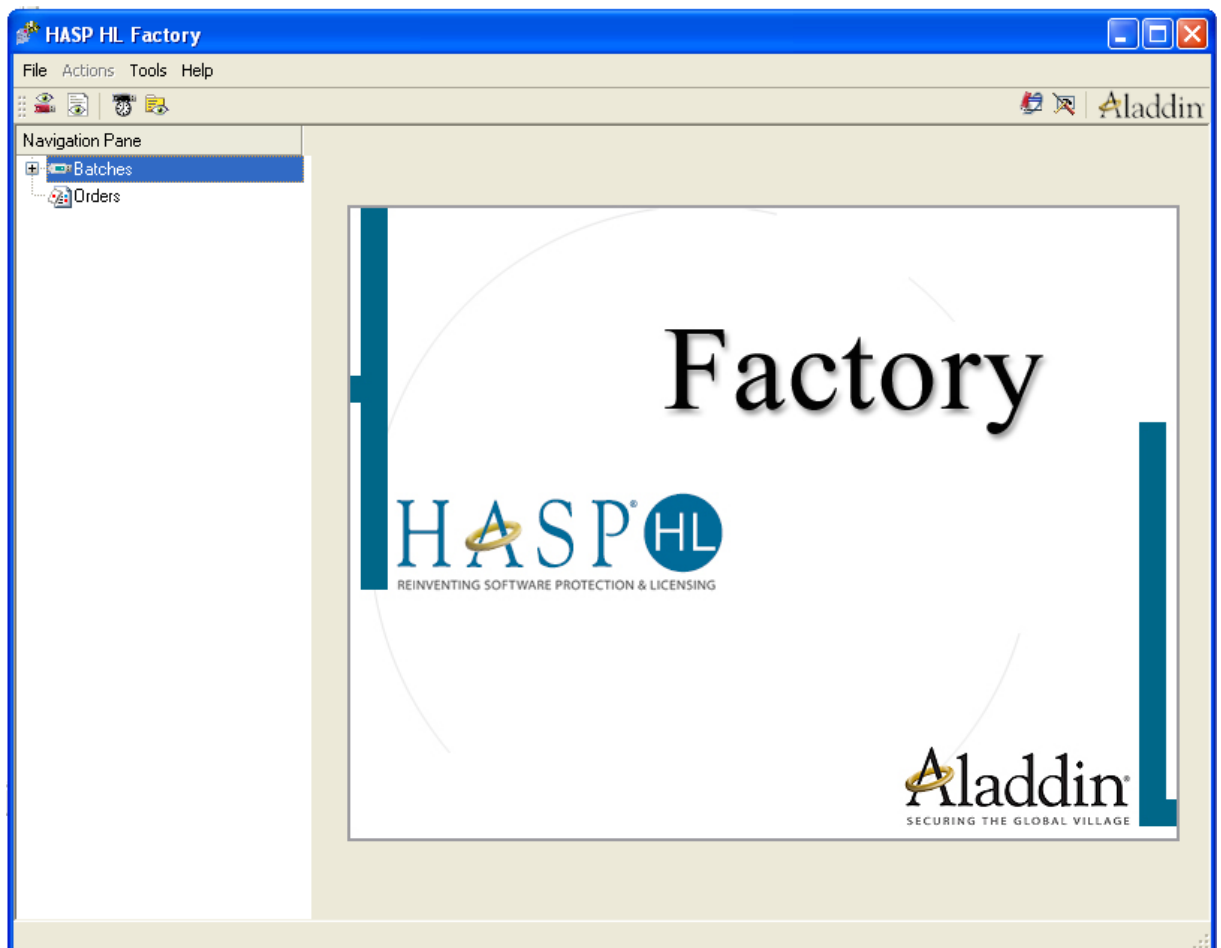 HASP HL Factory
File Actions Tools Help
Aladdin
Navigation Pane
Batches
Orders
Factory
HASP® HL
REINVENTING SOFTWARE PROTECTION & LICENSING
Aladdin®
SECURING THE GLOBAL VILLAGE